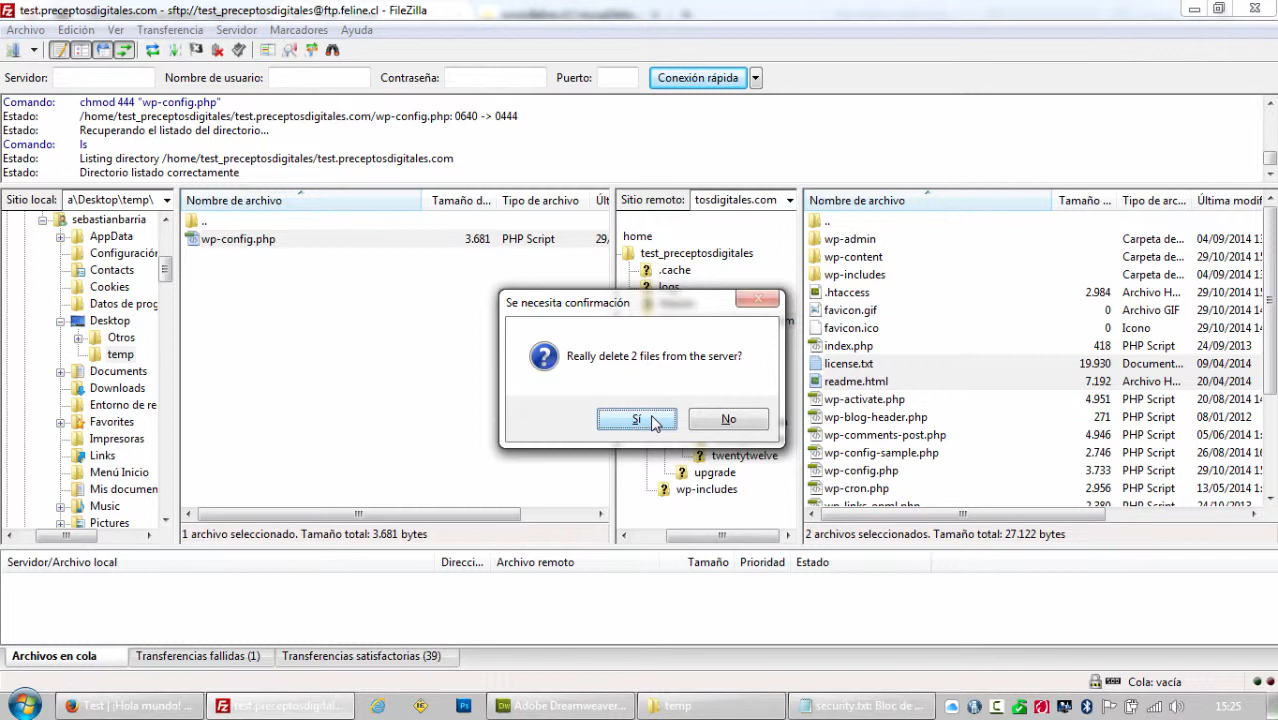 test.preceptosdigitales.com - sftp://test_preceptosdigitales@ftp.feline.cl - FileZilla
Archivo Edición Ver Transferencia Servidor Marcadores Ayuda
Servidor: Nombre de usuario: Contraseña: Puerto: Conexión rápida
Comando: chmod 444 "wp-config.php"
Estado: /home/test_preceptosdigitales/test.preceptosdigitales.com/wp-config.php: 0640 -> 0444
Estado: Recuperando el listado del directorio...
Comando: ls
Estado: Listing directory /home/test_preceptosdigitales/test.preceptosdigitales.com
Estado: Directorio listado correctamente
Sitio local: a\Desktop\temp\
sebastianbarria
AppData
Configuración
Contacts
Cookies
Datos de prog
Desktop
Otros
temp
Documents
Downloads
Entorno de re
Favorites
Impresoras
Links
Menú Inicio
Mis documen
Music
Pictures
Nombre de archivo Tamaño d... Tipo de archivo Últ
..
wp-config.php 3.681 PHP Script 29/
1 archivo seleccionado. Tamaño total: 3.681 bytes
Sitio remoto: tosdigitales.com
home
test_preceptosdigitales
.cache
logs
twentytwelve
upgrade
wp-includes
Nombre de archivo Tamaño ... Tipo de arc... Última modif
..
wp-admin Carpeta de... 04/09/2014
wp-content Carpeta de... 29/10/2014
wp-includes Carpeta de... 04/09/2014
.htaccess 2.984 Archivo H... 29/10/2014
favicon.gif 0 Archivo GIF 29/10/2014
favicon.ico 0 Icono 29/10/2014
index.php 418 PHP Script 24/09/2013
license.txt 19.930 Document... 20/04/2014
readme.html 7.192 Archivo H... 20/04/2014
wp-activate.php 4.951 PHP Script 20/04/2014
wp-blog-header.php 271 PHP Script 08/01/2012
wp-comments-post.php 4.946 PHP Script 05/06/2014
wp-config-sample.php 2.746 PHP Script 26/08/2014
wp-config.php 3.733 PHP Script 29/10/2014
wp-cron.php 2.956 PHP Script 13/05/2014
2 archivos seleccionados. Tamaño total: 27.122 bytes
Se necesita confirmación
Really delete 2 files from the server?
Sí No
Servidor/Archivo local Direcci... Archivo remoto Tamaño Prioridad Estado
Archivos en cola Transferencias fallidas (1) Transferencias satisfactorias (39)
Cola: vacía
Test | ¡Hola mundo! ... test.preceptosdigital... Adobe Dreamweaver... temp security.txt: Bloc de ... 15:25